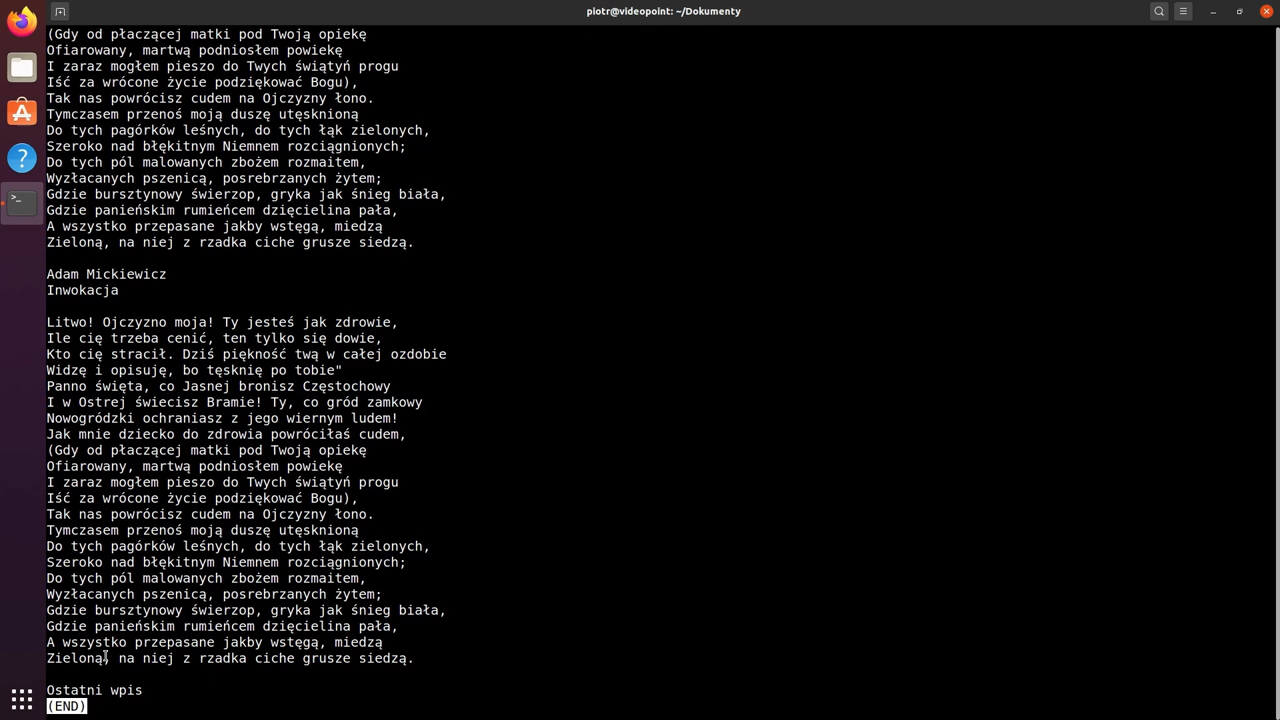 piotr@videopoint: ~/Dokumenty
(Gdy od płaczącej matki pod Twoją opiekę
Ofiarowany, martwą podniosłem powiekę
I zaraz mogłem pieszo do Twych świątyń progu
Iść za wrócone życie podziękować Bogu),
Tak nas powrócisz cudem na Ojczyzny łono.
Tymczasem przenoś moją duszę utęsknioną
Do tych pagórków leśnych, do tych łąk zielonych,
Szeroko nad błękitnym Niemnem rozciągnionych;
Do tych pól malowanych zbożem rozmaitem,
Wyzłacanych pszenicą, posrebrzanych żytem;
Gdzie bursztynowy świerzop, gryka jak śnieg biała,
Gdzie panieńskim rumieńcem dzięcielina pała,
A wszystko przepasane jakby wstęgą, miedzą
Zieloną, na niej z rzadka ciche grusze siedzą.
Adam Mickiewicz
Inwokacja
Litwo! Ojczyzno moja! Ty jesteś jak zdrowie,
Ile cię trzeba cenić, ten tylko się dowie,
Kto cię stracił. Dziś piękność twą w całej ozdobie
Widzę i opisuję, bo tęsknię po tobie"
Panno święta, co Jasnej bronisz Częstochowy
I w Ostrej świecisz Bramie! Ty, co gród zamkowy
Nowogródzki ochraniasz z jego wiernym ludem!
Jak mnie dziecko do zdrowia powróciłaś cudem,
(Gdy od płaczącej matki pod Twoją opiekę
Ofiarowany, martwą podniosłem powiekę
I zaraz mogłem pieszo do Twych świątyń progu
Iść za wrócone życie podziękować Bogu),
Tak nas powrócisz cudem na Ojczyzny łono.
Tymczasem przenoś moją duszę utęsknioną
Do tych pagórków leśnych, do tych łąk zielonych,
Szeroko nad błękitnym Niemnem rozciągnionych;
Do tych pól malowanych zbożem rozmaitem,
Wyzłacanych pszenicą, posrebrzanych żytem;
Gdzie bursztynowy świerzop, gryka jak śnieg biała,
Gdzie panieńskim rumieńcem dzięcielina pała,
A wszystko przepasane jakby wstęgą, miedzą
Zieloną, na niej z rzadka ciche grusze siedzą.
Ostatni wpis
(END)